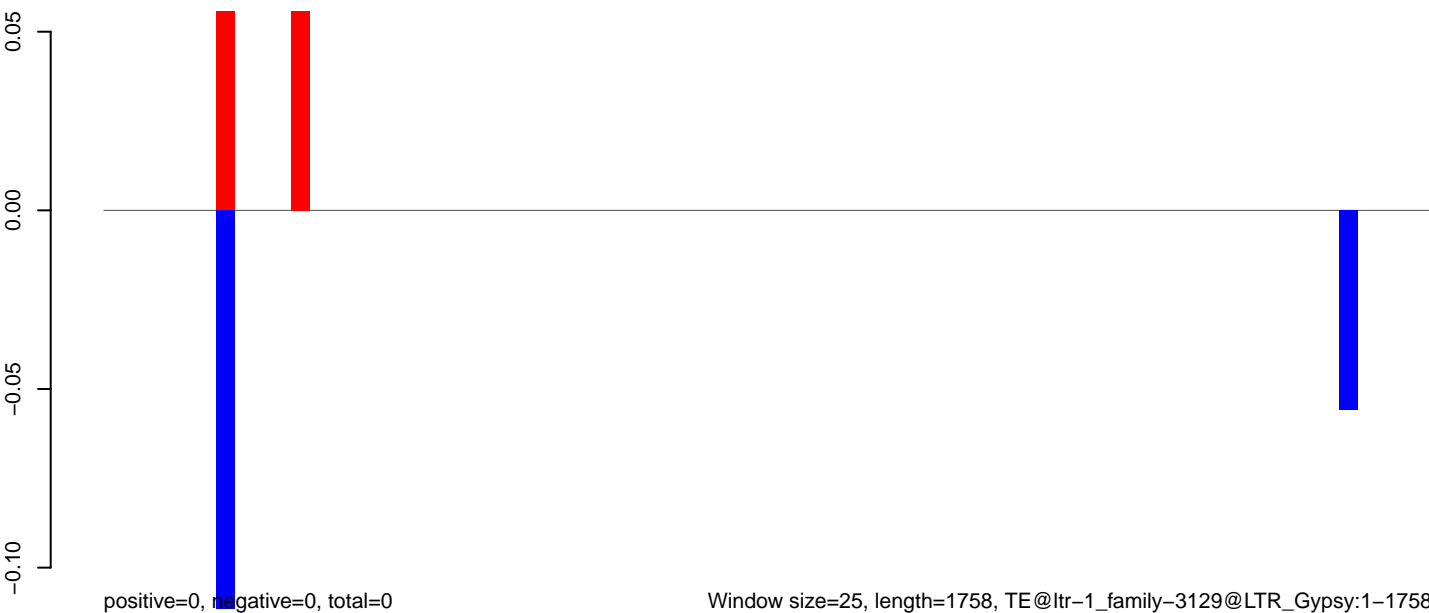 0.05
0.00
−0.05
−0.10
positive=0, negative=0, total=0
Window size=25, length=1758, TE@ltr−1_family−3129@LTR_Gypsy:1−1758